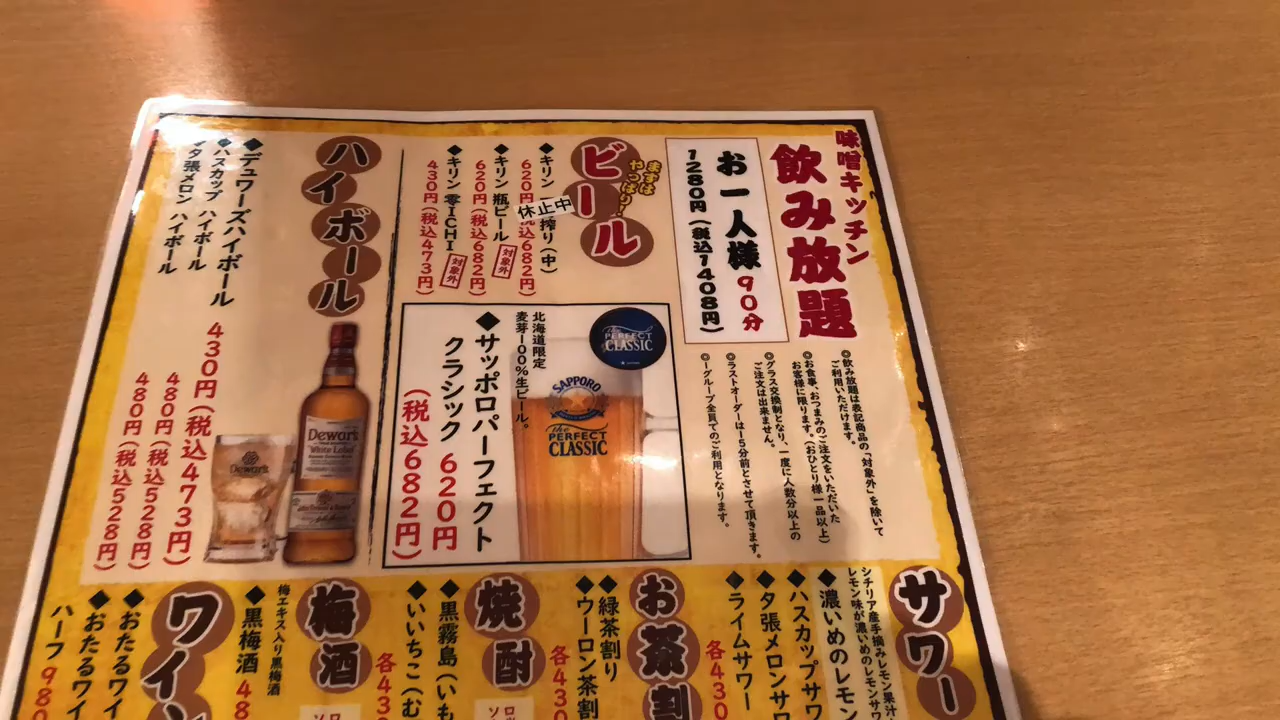 味噌キッチン
飲み放題
お一人様 90分
1280円(税込1408円)
◎飲み放題は表記商品の「対象外」を除いて
ご利用いただけます。
◎お食事、おつまみのご注文をいただいた
お客様に限ります。(おひとり様一品以上)
◎グラス交換制となり、一度に人数分以上の
ご注文は出来ません。
◎ラストオーダーは15分前とさせて頂きます。
◎1グループ全員でのご利用となります。
まずは
やっぱり!
ビール
◆キリン 一 搾り(中)
620円(税込682円)
休止中
◆キリン 瓶ビール 対象外
620円(税込682円)
◆キリン 零ICHI 対象外
430円(税込473円)
the
PERFECT
CLASSIC
SAPPORO
the
PERFECT
CLASSIC
北海道限定
麦芽100%生ビール。
◆サッポロパーフェクト
クラシック 620円
(税込682円)
ハイボール
◆デュワーズハイボール
430円(税込473円)
◆ハスカップ ハイボール
480円(税込528円)
夕張メロン ハイボール
480円(税込528円)
Dewar's
White Label
Dewar's
サワー
シチリア産手摘みレモン果汁
レモン味が濃いめのレモンサワ
◆濃いめのレモン
◆ハスカップサワ
◆夕張メロンサワ
◆ライムサワー
各430
お茶割
◆緑茶割り
◆ウーロン茶割
各430
焼酎
◆黒霧島(いも
◆いいちこ(む
各430
ソロ
梅酒
梅エキス入り黒梅酒
◆黒梅酒 48
ソロ
ワイン
◆おたるワイ
◆おたるワイ
ハーフ 980